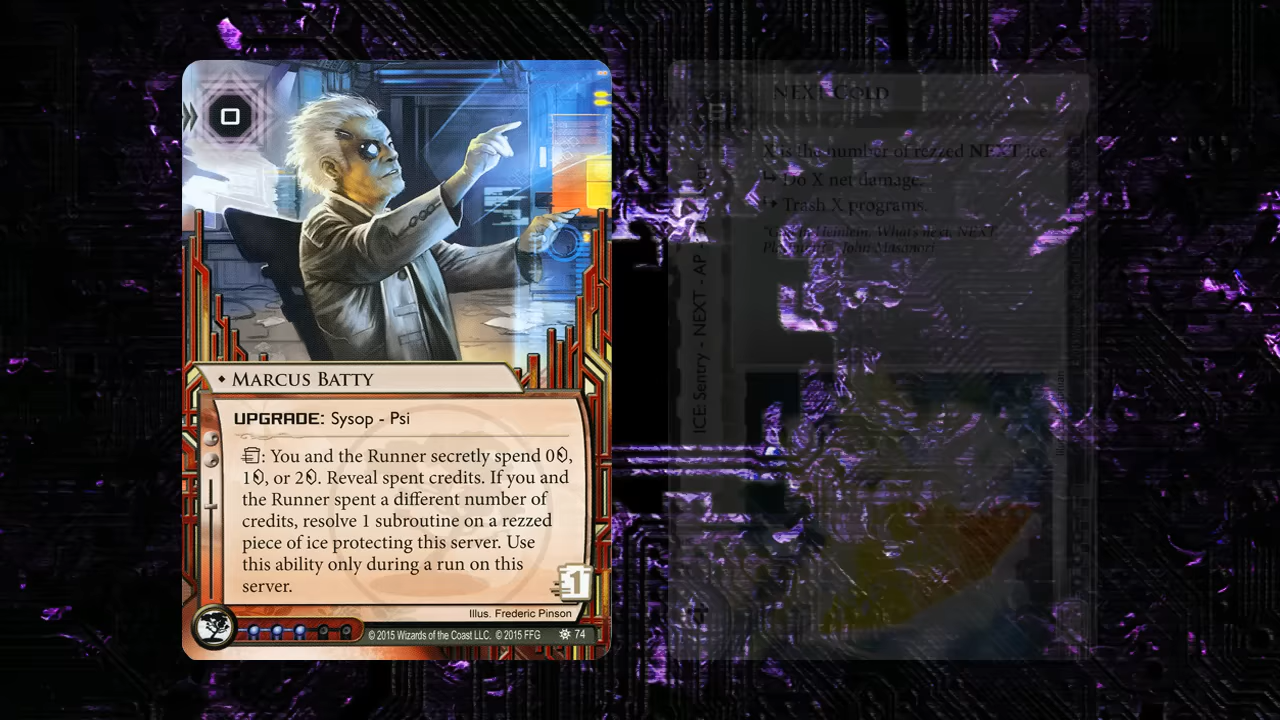 ◆ MARCUS BATTY
UPGRADE: Sysop - Psi
: You and the Runner secretly spend 0,
1, or 2. Reveal spent credits. If you and
the Runner spent a different number of
credits, resolve 1 subroutine on a rezzed
piece of ice protecting this server. Use
this ability only during a run on this
server.
1
Illus. Frederic Pinson
© 2015 Wizards of the Coast LLC. © 2015 FFG 74
NEXT GOLD
X is the number of rezzed NEXT ice.
↳ Do X net damage.
↳ Trash X programs.
ICE: Sentry - NEXT - AP